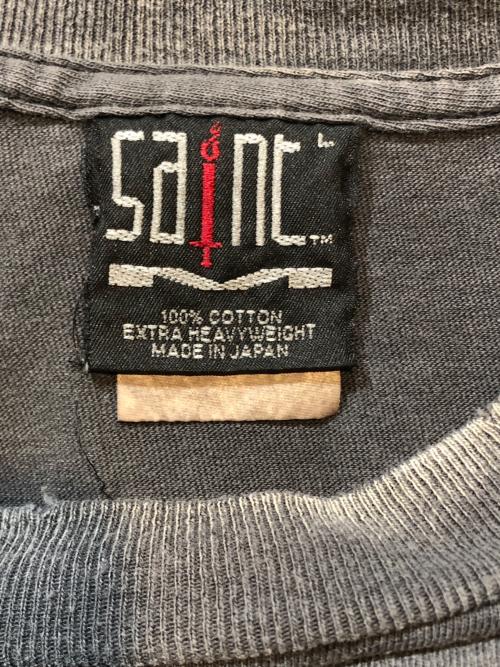 saint L
TM
M
100% COTTON
EXTRA HEAVYWEIGHT
MADE IN JAPAN